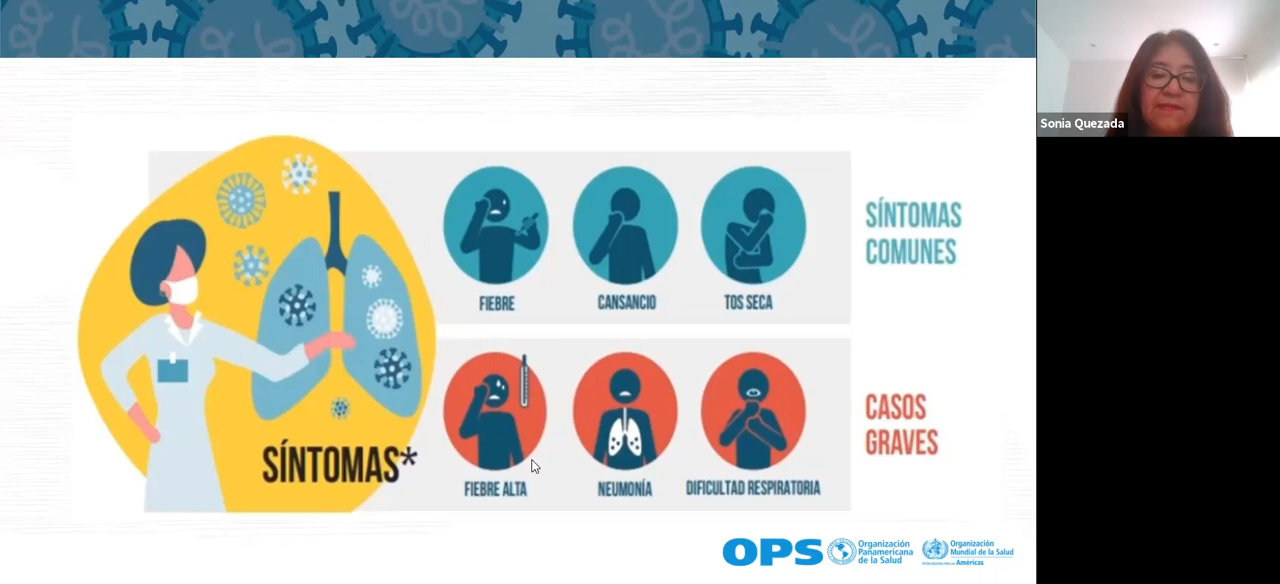 Sonia Quezada
SÍNTOMAS*
FIEBRE
CANSANCIO
TOS SECA
SÍNTOMAS
COMUNES
FIEBRE ALTA
NEUMONÍA
DIFICULTAD RESPIRATORIA
CASOS
GRAVES
OPS
Organización
Panamericana
de la Salud
Organización
Mundial de la Salud
Américas